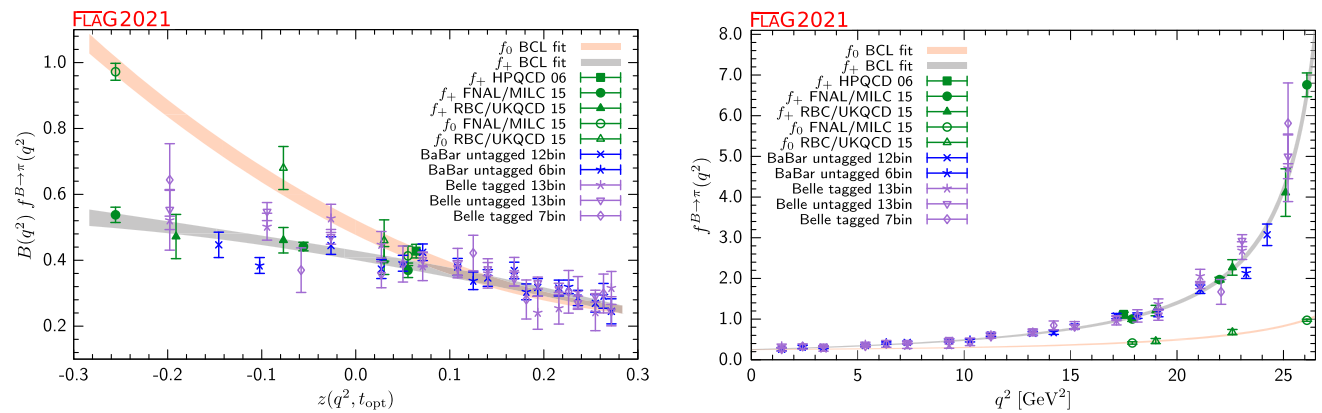 FLAG2021
B(q²) f^{B→π}(q²)
1.0
0.8
0.6
0.4
0.2
f₀ BCL fit
f₊ BCL fit
f₊ HPQCD 06
f₊ FNAL/MILC 15
f₊ RBC/UKQCD 15
f₀ FNAL/MILC 15
f₀ RBC/UKQCD 15
BaBar untagged 12bin
BaBar untagged 6bin
Belle tagged 13bin
Belle untagged 13bin
Belle tagged 7bin
-0.3 -0.2 -0.1 0.0 0.1 0.2 0.3
z(q², t_opt)
FLAG2021
f^{B→π}(q²)
8.0
7.0
6.0
5.0
4.0
3.0
2.0
1.0
0.0
f₀ BCL fit
f₊ BCL fit
f₊ HPQCD 06
f₊ FNAL/MILC 15
f₊ RBC/UKQCD 15
f₀ FNAL/MILC 15
f₀ RBC/UKQCD 15
BaBar untagged 12bin
BaBar untagged 6bin
Belle tagged 13bin
Belle untagged 13bin
Belle tagged 7bin
0 5 10 15 20 25
q² [GeV²]